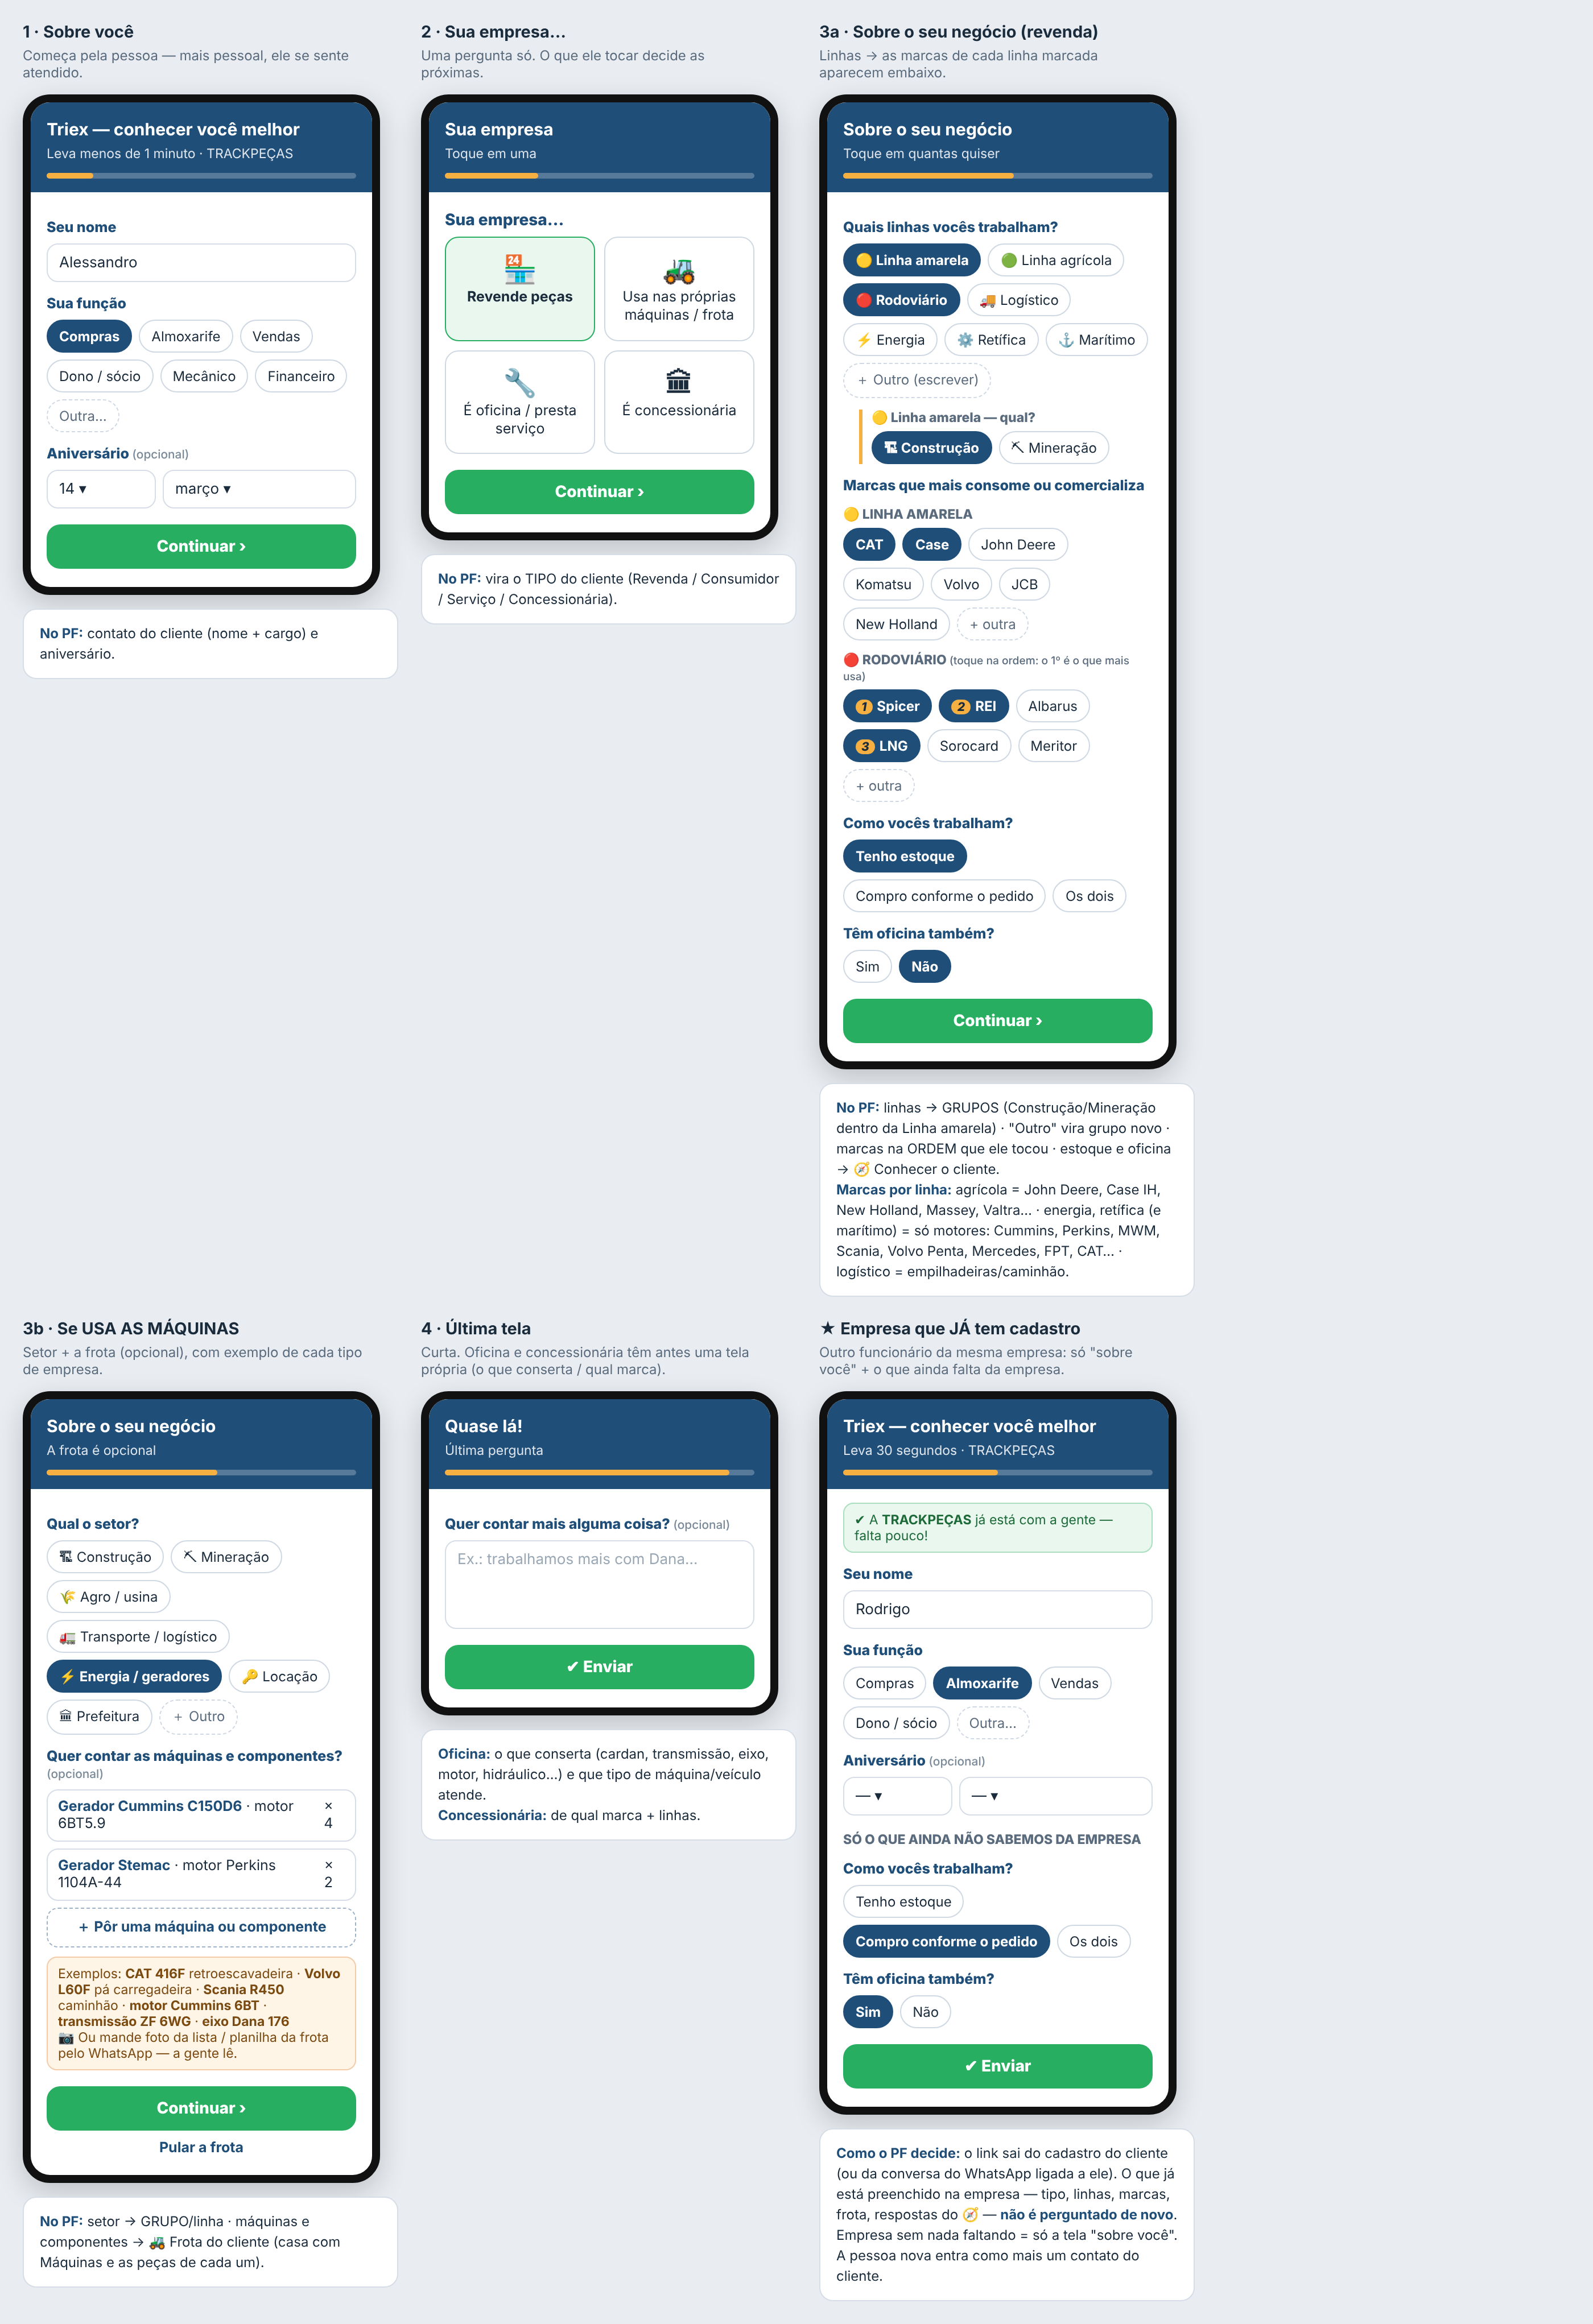 1 · Sobre você
Começa pela pessoa — mais pessoal, ele se sente
atendido.
Triex — conhecer você melhor
Leva menos de 1 minuto · TRACKPEÇAS
Seu nome
Alessandro
Sua função
Compras Almoxarife Vendas
Dono / sócio Mecânico Financeiro
Outra...
Aniversário (opcional)
14 ▾ março ▾
Continuar ›
No PF: contato do cliente (nome + cargo) e
aniversário.
2 · Sua empresa...
Uma pergunta só. O que ele tocar decide as
próximas.
Sua empresa
Toque em uma
Sua empresa...
24
Revende peças
Usa nas próprias
máquinas / frota
É oficina / presta
serviço
É concessionária
Continuar ›
No PF: vira o TIPO do cliente (Revenda / Consumidor
/ Serviço / Concessionária).
3a · Sobre o seu negócio (revenda)
Linhas → as marcas de cada linha marcada
aparecem embaixo.
Sobre o seu negócio
Toque em quantas quiser
Quais linhas vocês trabalham?
🟡 Linha amarela 🟢 Linha agrícola
🔴 Rodoviário 🚚 Logístico
⚡ Energia ⚙️ Retífica ⚓ Marítimo
+ Outro (escrever)
🟡 Linha amarela — qual?
🏗 Construção ⛏ Mineração
Marcas que mais consome ou comercializa
🟡 LINHA AMARELA
CAT Case John Deere
Komatsu Volvo JCB
New Holland + outra
🔴 RODOVIÁRIO (toque na ordem: o 1º é o que mais
usa)
1 Spicer 2 REI Albarus
3 LNG Sorocard Meritor
+ outra
Como vocês trabalham?
Tenho estoque
Compro conforme o pedido Os dois
Têm oficina também?
Sim Não
Continuar ›
No PF: linhas → GRUPOS (Construção/Mineração
dentro da Linha amarela) · "Outro" vira grupo novo ·
marcas na ORDEM que ele tocou · estoque e oficina
→ 🧭 Conhecer o cliente.
Marcas por linha: agrícola = John Deere, Case IH,
New Holland, Massey, Valtra... · energia, retífica (e
marítimo) = só motores: Cummins, Perkins, MWM,
Scania, Volvo Penta, Mercedes, FPT, CAT... ·
logístico = empilhadeiras/caminhão.
3b · Se USA AS MÁQUINAS
Setor + a frota (opcional), com exemplo de cada tipo
de empresa.
Sobre o seu negócio
A frota é opcional
Qual o setor?
🏗 Construção ⛏ Mineração
🌾 Agro / usina
🚛 Transporte / logístico
⚡ Energia / geradores 🔑 Locação
🏛 Prefeitura + Outro
Quer contar as máquinas e componentes?
(opcional)
Gerador Cummins C150D6 · motor ×
6BT5.9 4
Gerador Stemac · motor Perkins ×
1104A-44 2
+ Pôr uma máquina ou componente
Exemplos: CAT 416F retroescavadeira · Volvo
L60F pá carregadeira · Scania R450
caminhão · motor Cummins 6BT ·
transmissão ZF 6WG · eixo Dana 176
📷 Ou mande foto da lista / planilha da frota
pelo WhatsApp — a gente lê.
Continuar ›
Pular a frota
No PF: setor → GRUPO/linha · máquinas e
componentes → 🚜 Frota do cliente (casa com
Máquinas e as peças de cada um).
4 · Última tela
Curta. Oficina e concessionária têm antes uma tela
própria (o que conserta / qual marca).
Quase lá!
Última pergunta
Quer contar mais alguma coisa? (opcional)
Ex.: trabalhamos mais com Dana...
✔ Enviar
Oficina: o que conserta (cardan, transmissão, eixo,
motor, hidráulico...) e que tipo de máquina/veículo
atende.
Concessionária: de qual marca + linhas.
★ Empresa que JÁ tem cadastro
Outro funcionário da mesma empresa: só "sobre
você" + o que ainda falta da empresa.
Triex — conhecer você melhor
Leva 30 segundos · TRACKPEÇAS
✔ A TRACKPEÇAS já está com a gente —
falta pouco!
Seu nome
Rodrigo
Sua função
Compras Almoxarife Vendas
Dono / sócio Outra...
Aniversário (opcional)
— ▾ — ▾
SÓ O QUE AINDA NÃO SABEMOS DA EMPRESA
Como vocês trabalham?
Tenho estoque
Compro conforme o pedido Os dois
Têm oficina também?
Sim Não
✔ Enviar
Como o PF decide: o link sai do cadastro do cliente
(ou da conversa do WhatsApp ligada a ele). O que já
está preenchido na empresa — tipo, linhas, marcas,
frota, respostas do 🧭 — não é perguntado de novo.
Empresa sem nada faltando = só a tela "sobre você".
A pessoa nova entra como mais um contato do
cliente.